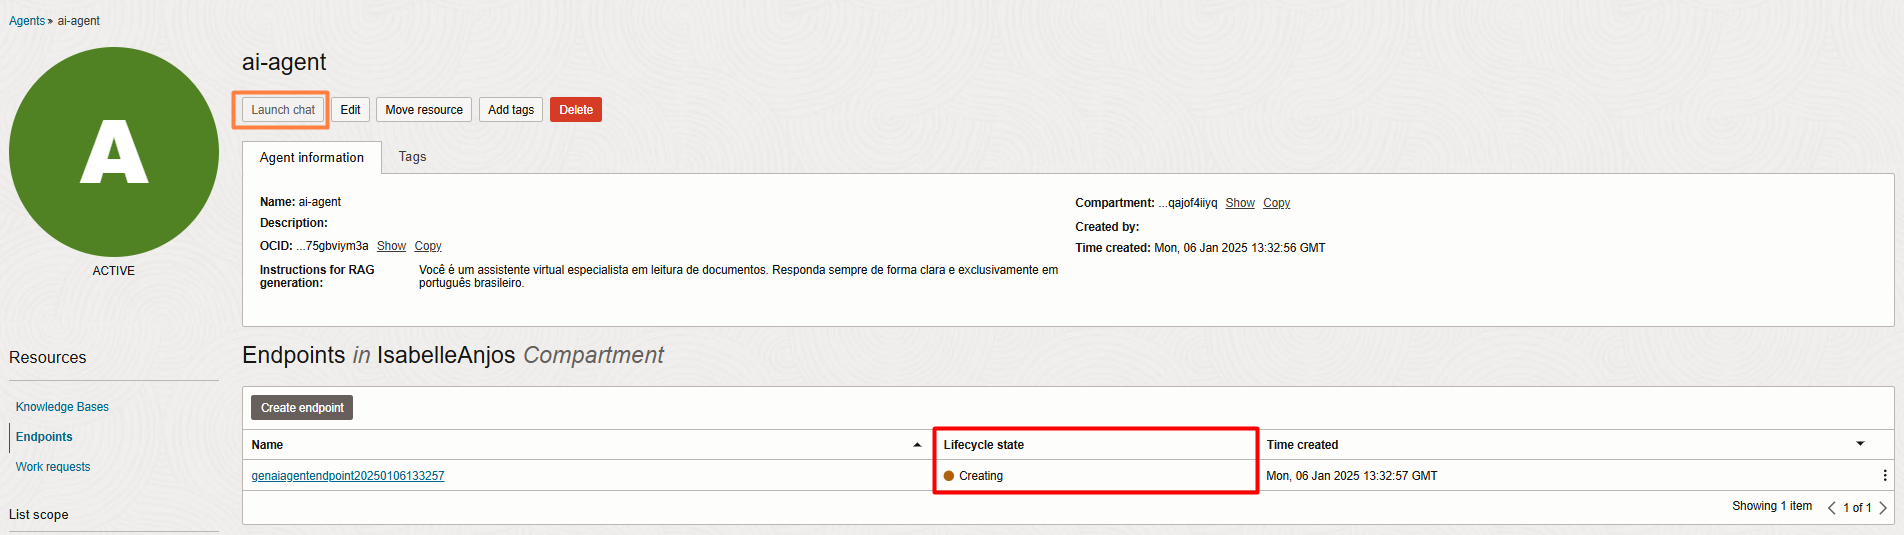 Agents » ai-agent
A
ACTIVE
ai-agent
Launch chat Edit Move resource Add tags Delete
Agent information Tags
Name: ai-agent
Description:
OCID: ...75gbviym3a Show Copy
Instructions for RAG generation: Você é um assistente virtual especialista em leitura de documentos. Responda sempre de forma clara e exclusivamente em
português brasileiro.
Compartment: ...qajof4iiyq Show Copy
Created by:
Time created: Mon, 06 Jan 2025 13:32:56 GMT
Resources
Knowledge Bases
Endpoints
Work requests
List scope
Endpoints in IsabelleAnjos Compartment
Create endpoint
Name Lifecycle state Time created
genaiagentendpoint20250106133257 Creating Mon, 06 Jan 2025 13:32:57 GMT
Showing 1 item 1 of 1